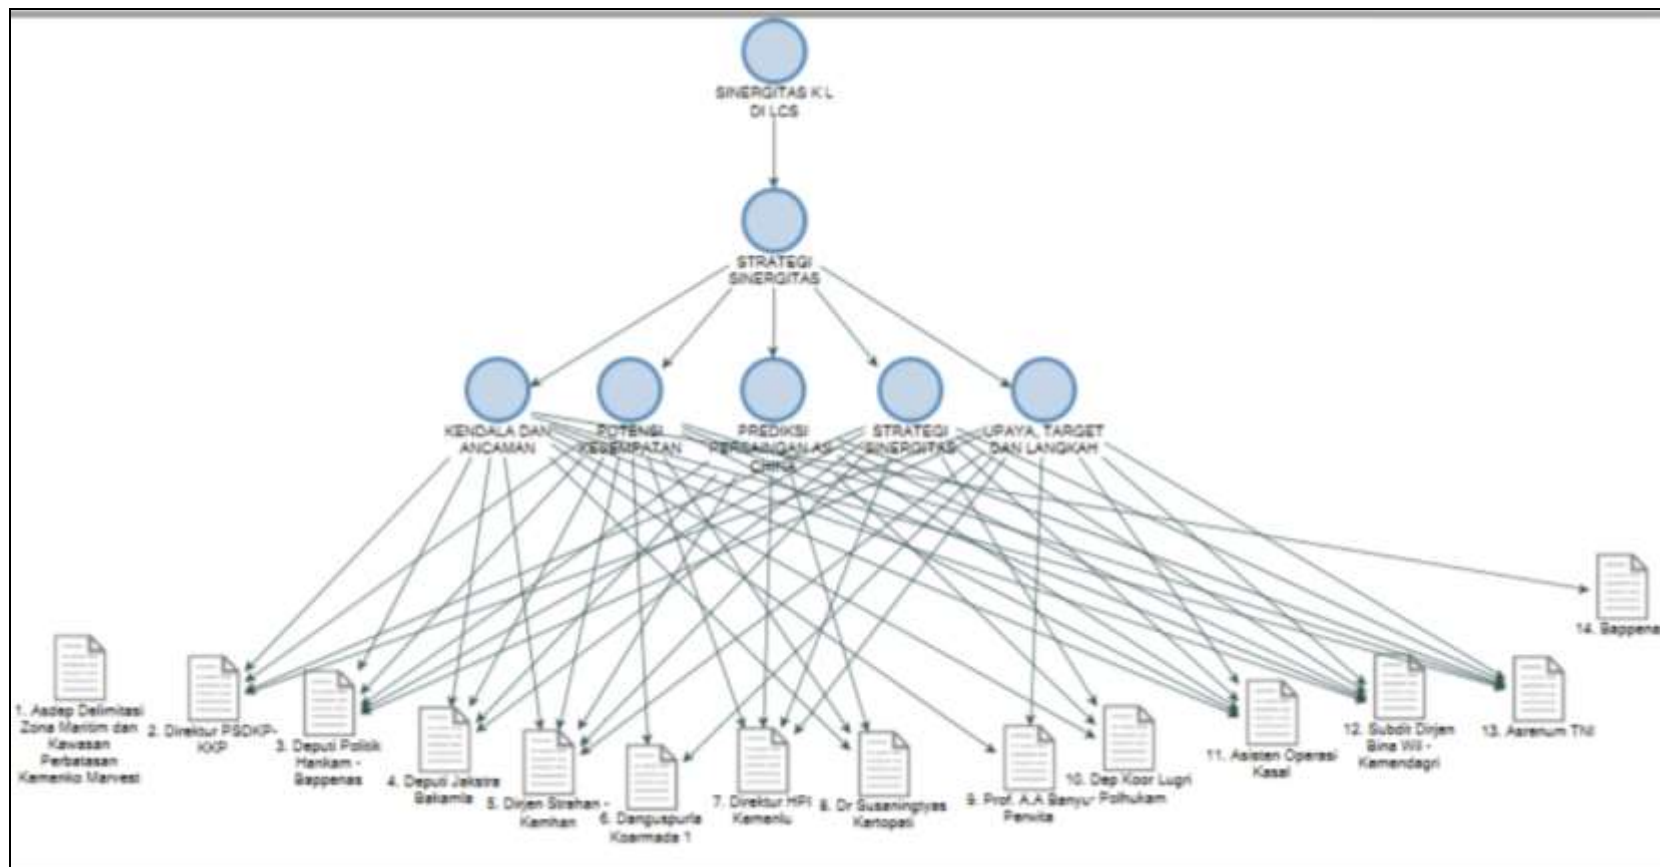 SINERGITAS K L
DI LCS
STRATEGI
SINERGITAS
KENDALA DAN
ANCAMAN
POTENSI
KESEMPATAN
PREDIKSI
PERSAINGAN AS
CHINA
STRATEGI
SINERGITAS
UPAYA, TARGET
DAN LANGKAH
1. Asdep Delimitasi
Zona Maritim dan
Kawasan
Perbatasan
Kemenko Marvest
2. Direktur PSDKP-
KKP
3. Deputi Polisik
Hankam -
Bappenas
4. Deputi Jakstra
Bakamla
5. Dirjen Strahan -
Kemhan
6. Danguspurla
Koarmada 1
7. Direktur HPI
Kemenlu
8. Dr Susaningtyas
Kertopati
9. Prof. A.A Banyu
Perwita
10. Dep Koor Lugri
- Polhukam
11. Asisten Operasi
Kasal
12. Subdit Dirjen
Bina Wil -
Kemendagri
13. Asrenum TNI
14. Bappena